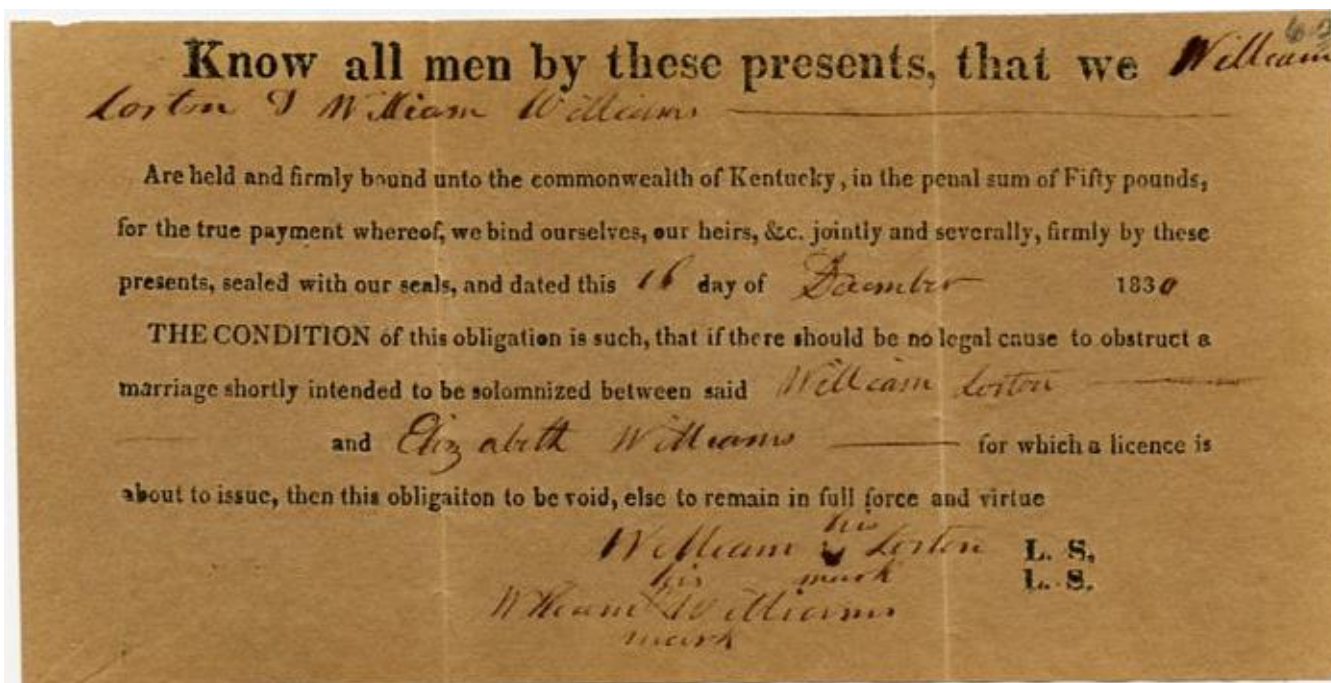 Know all men by these presents, that we William
Loston & William Williams
Are held and firmly bound unto the commonwealth of Kentucky, in the penal sum of Fifty pounds,
for the true payment whereof, we bind ourselves, our heirs, &c. jointly and severally, firmly by these
presents, sealed with our seals, and dated this 16 day of December 1830
THE CONDITION of this obligation is such, that if there should be no legal cause to obstruct a
marriage shortly intended to be solomnized between said William Loston
and Elizabeth Williams for which a licence is
about to issue, then this obligaiton to be void, else to remain in full force and virtue
his
William Loston L. S,
his mark L. S.
William Williams
mark